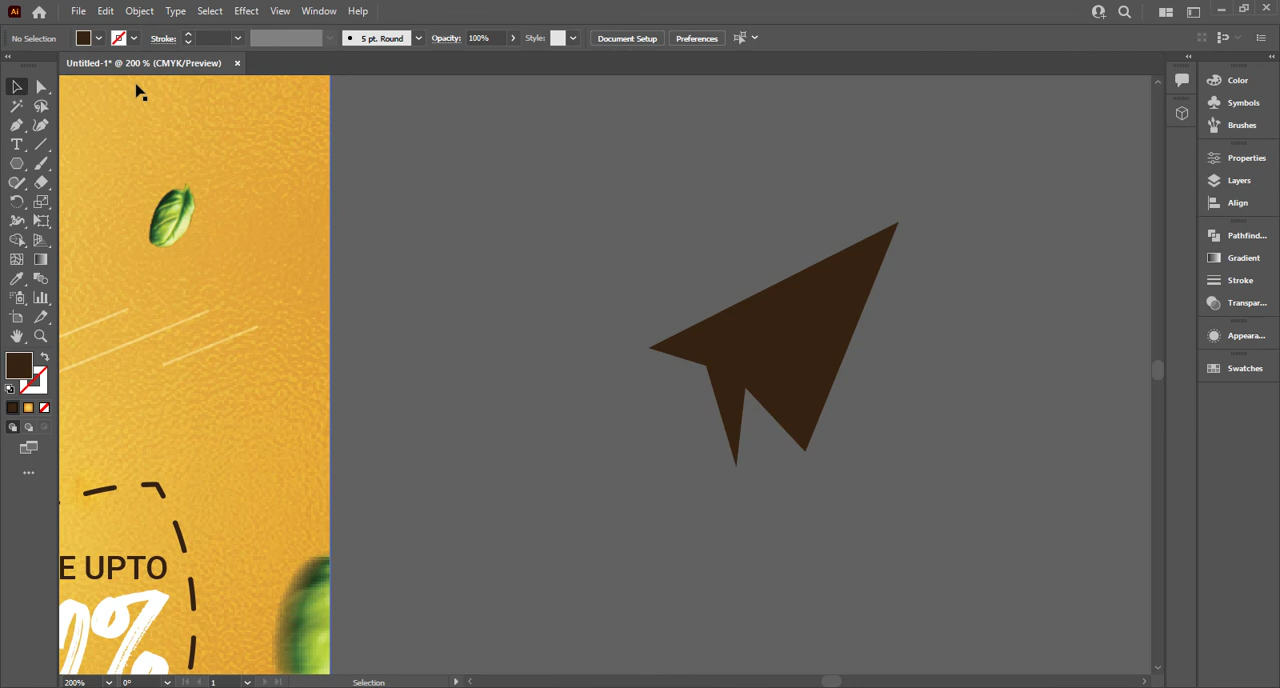 Ai File Edit Object Type Select Effect View Window Help
No Selection Stroke: 5 pt. Round Opacity: 100% Style: Document Setup Preferences
Untitled-1* @ 200 % (CMYK/Preview) ×
Color
Symbols
Brushes
Properties
Layers
Align
Pathfind...
Gradient
Stroke
Transpar...
Appeara...
Swatches
E UPTO
0%
200% 0° 1 Selection